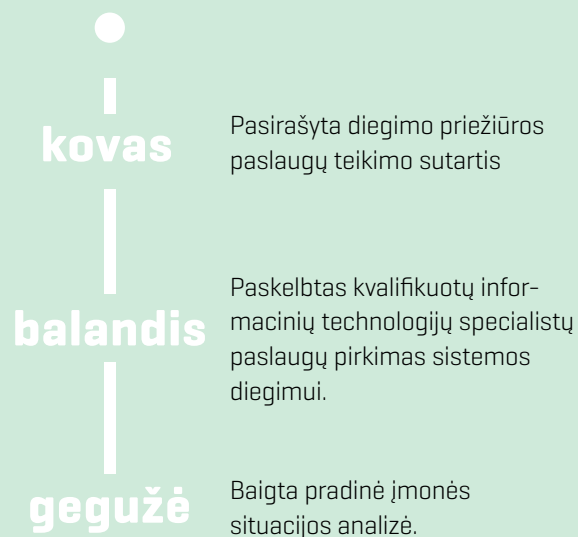 kovas
Pasirašyta diegimo priežiūros
paslaugų teikimo sutartis
balandis
Paskelbtas kvalifikuotų infor-
macinių technologijų specialistų
paslaugų pirkimas sistemos
diegimui.
gegužė
Baigta pradinė įmonės
situacijos analizė.